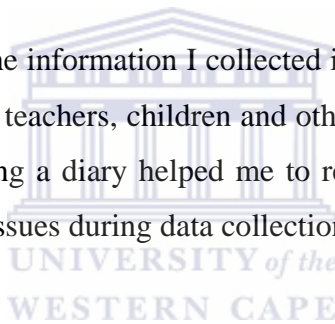 ne information I collected i
teachers, children and oth
ng a diary helped me to re
ssues during data collection
UNIVERSITY of the
WESTERN CAPE